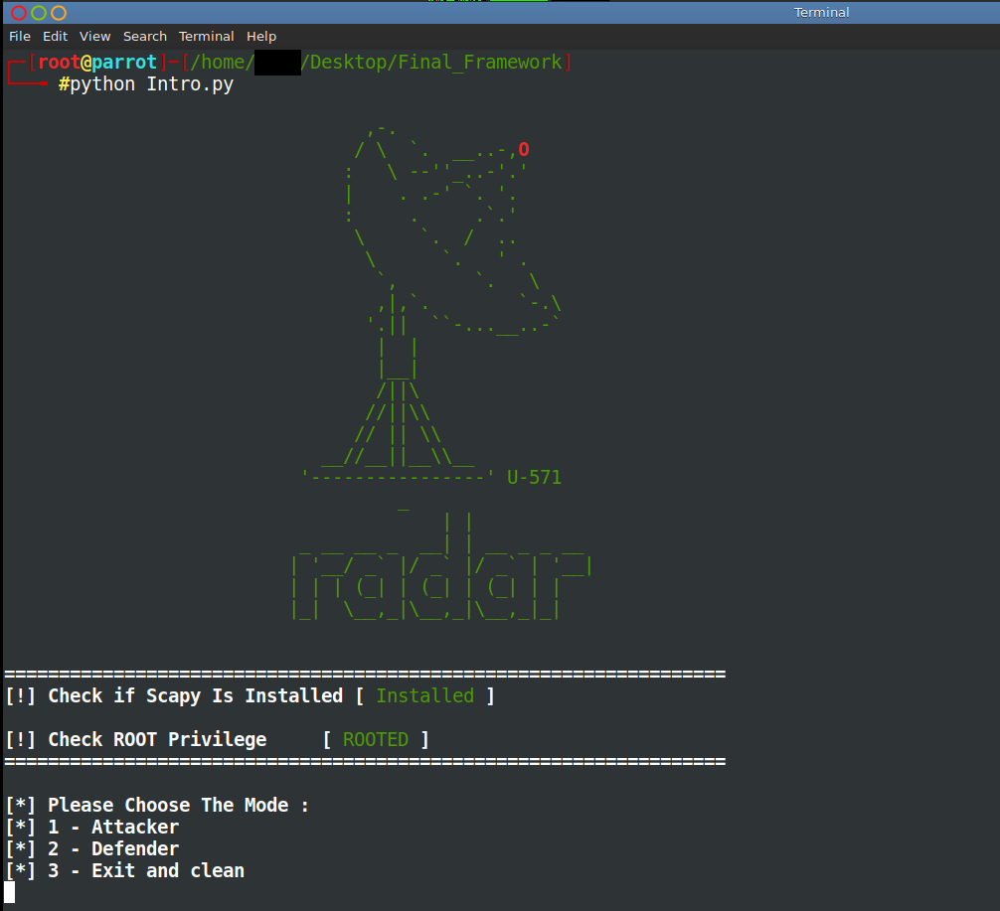 Terminal
File Edit View Search Terminal Help
[root@parrot]─[/home/ /Desktop/Final_Framework]
#python Intro.py
U-571
radar
==================================================================
[!] Check if Scapy Is Installed [ Installed ]
[!] Check ROOT Privilege [ ROOTED ]
==================================================================
[*] Please Choose The Mode :
[*] 1 - Attacker
[*] 2 - Defender
[*] 3 - Exit and clean